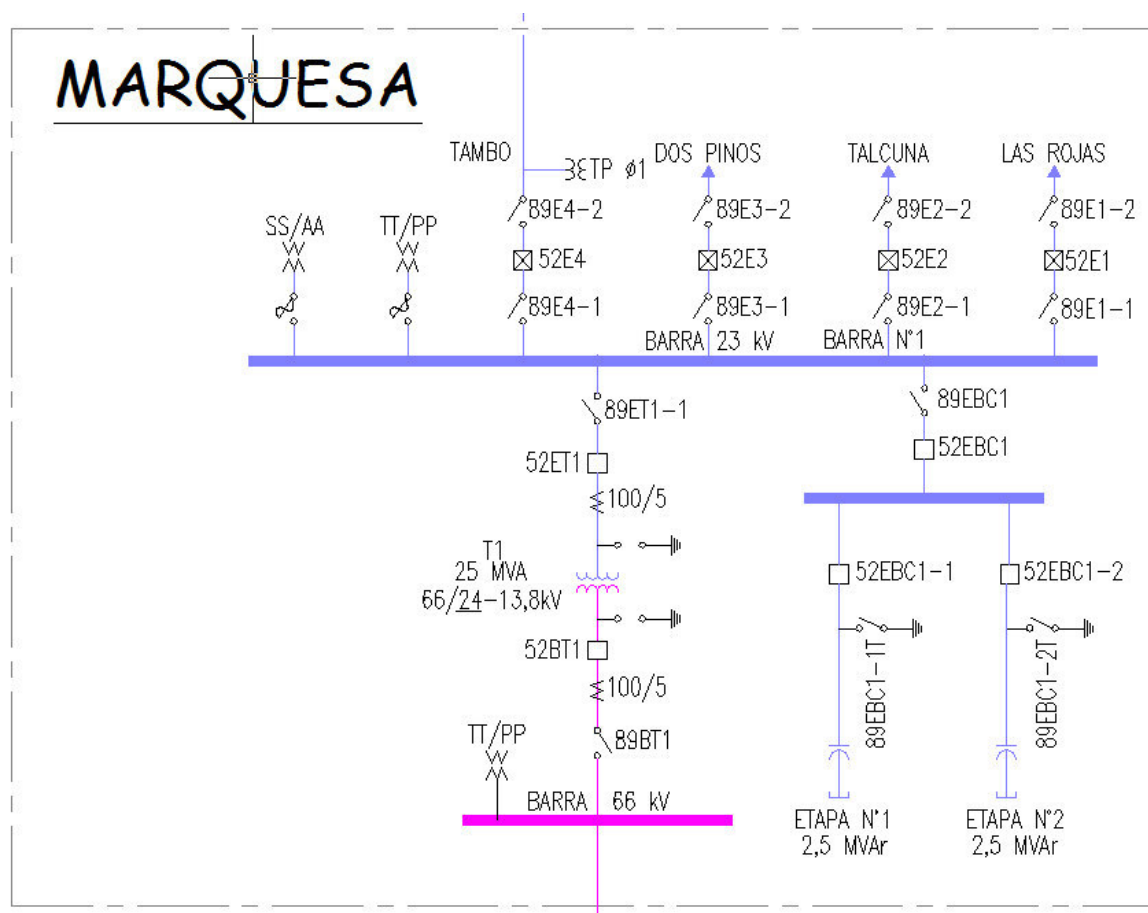 MARQUESA
TAMBO
TP ø1
DOS PINOS
TALCUNA
LAS ROJAS
89E4-2
89E3-2
89E2-2
89E1-2
SS/AA
TT/PP
52E4
52E3
52E2
52E1
89E4-1
89E3-1
89E2-1
89E1-1
BARRA 23 kV
BARRA N°1
89ET1-1
89EBC1
52ET1
52EBC1
100/5
T1
25 MVA
66/24-13,8kV
52EBC1-1
52EBC1-2
52BT1
100/5
89EBC1-1T
89EBC1-2T
TT/PP
89BT1
BARRA 66 kV
ETAPA N°1
2,5 MVAr
ETAPA N°2
2,5 MVAr